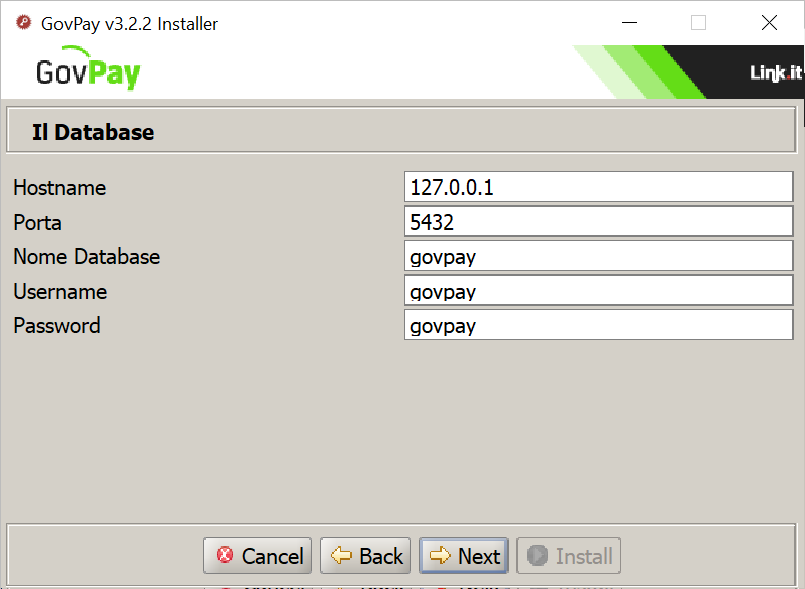 GovPay v3.2.2 Installer
GovPay
Link.it
Il Database
Hostname 127.0.0.1
Porta 5432
Nome Database govpay
Username govpay
Password govpay
Cancel Back Next Install